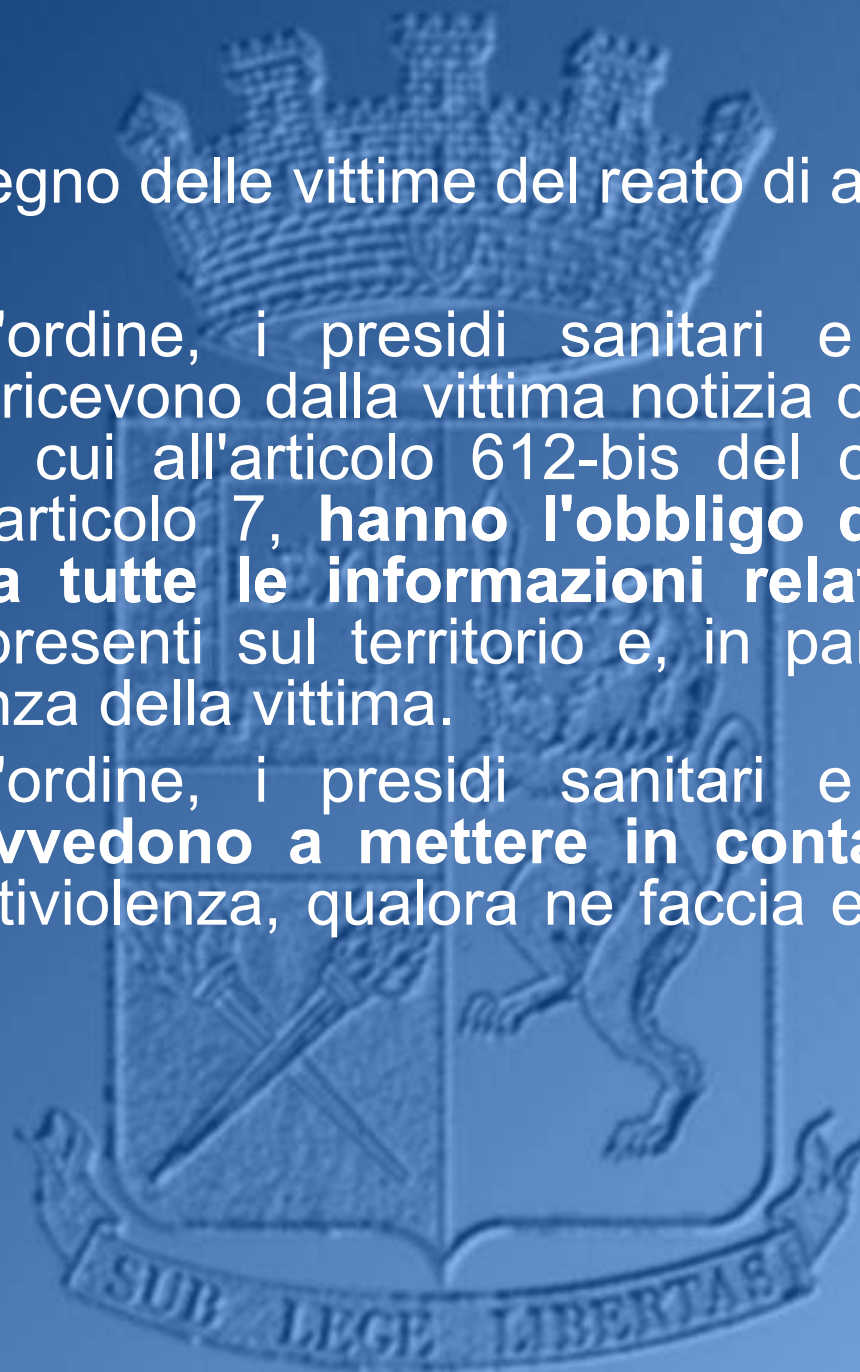 egno delle vittime del reato di a
'ordine, i presidi sanitari e
ricevono dalla vittima notizia d
cui all'articolo 612-bis del c
articolo 7, hanno l'obbligo d
a tutte le informazioni relat
presenti sul territorio e, in par
nza della vittima.
'ordine, i presidi sanitari e
vvedono a mettere in conta
tiviolenza, qualora ne faccia e
SUB LEGE LIBERTAS